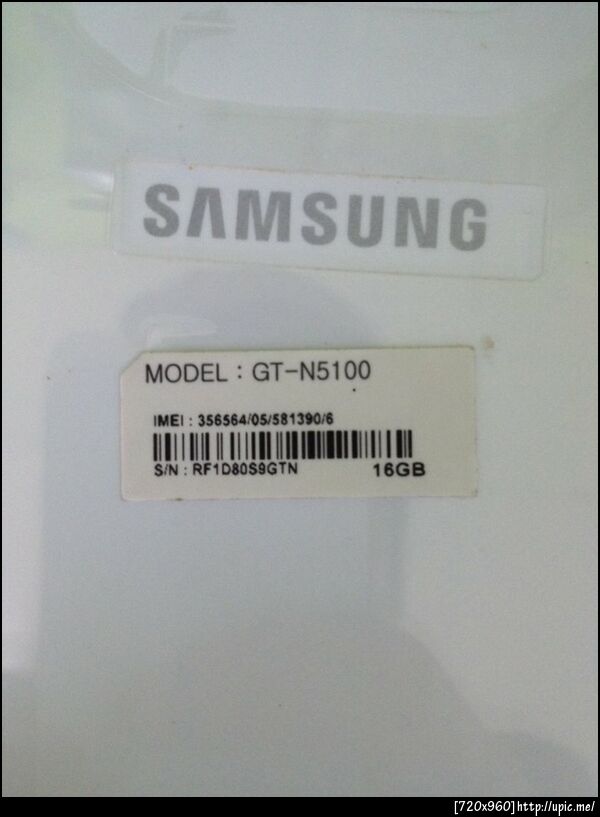 SAMSUNG
MODEL : GT-N5100
IMEI : 356564/05/581390/6
S/N : RF1D80S9GTN 16GB
[720x960]http://upic.me/